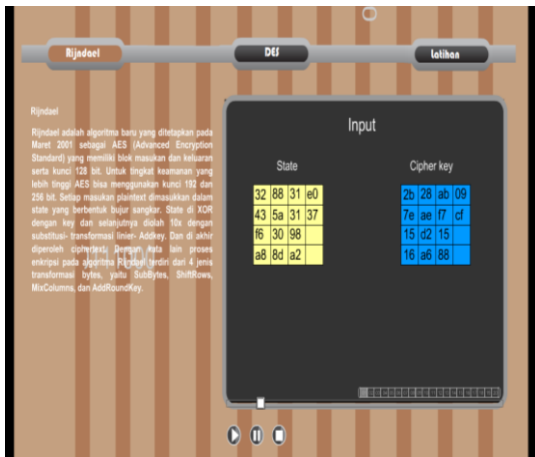 Rijndael
DES
Latihan
Rijndael
Rijndael adalah algoritma baru yang ditetapkan pada
Maret 2001 sebagai AES (Advanced Encryption
Standard) yang memiliki blok masukan dan keluaran
serta kunci 128 bit. Untuk tingkat keamanan yang
lebih tinggi AES bisa menggunakan kunci 192 dan
256 bit. Setiap masukan plaintext dimasukkan dalam
state yang berbentuk bujur sangkar. State di XOR
dengan key dan selanjutnya diolah 10x dengan
substitusi- transformasi linier- Addkey. Dan di akhir
diperoleh ciphertext. Dengan kata lain proses
enkripsi pada algoritma Rijndael terdiri dari 4 jenis
transformasi bytes, yaitu SubBytes, ShiftRows,
MixColumns, dan AddRoundKey.
Input
State
32 88 31 e0
43 5a 31 37
f6 30 98
a8 8d a2
Cipher key
2b 28 ab 09
7e ae f7 cf
15 d2 15
16 a6 88